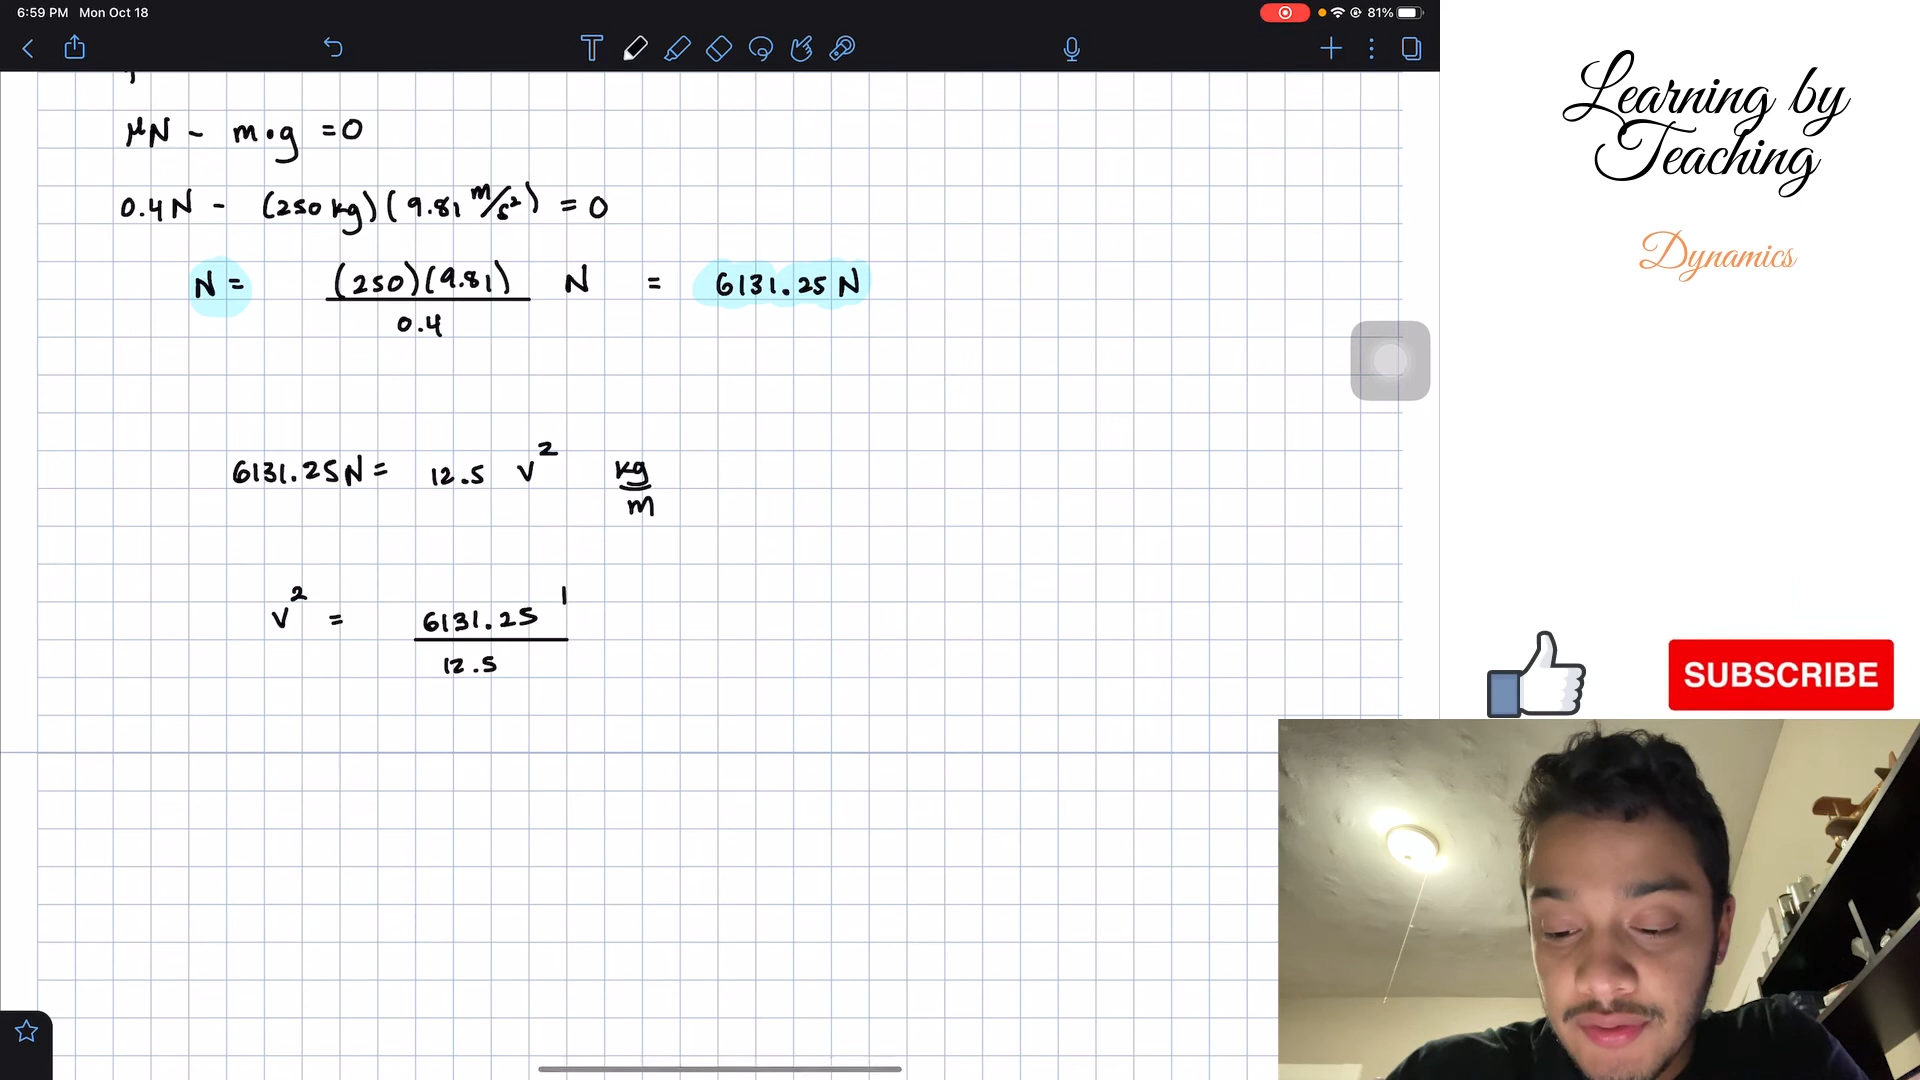 6:59 PM Mon Oct 18
81%
μN - m·g = 0
0.4N - (250 kg)(9.81 m/s²) = 0
N = (250)(9.81) N = 6131.25 N
0.4
6131.25N = 12.5 v² kg
m
v² = 6131.25
12.5
Learning by
Teaching
Dynamics
SUBSCRIBE